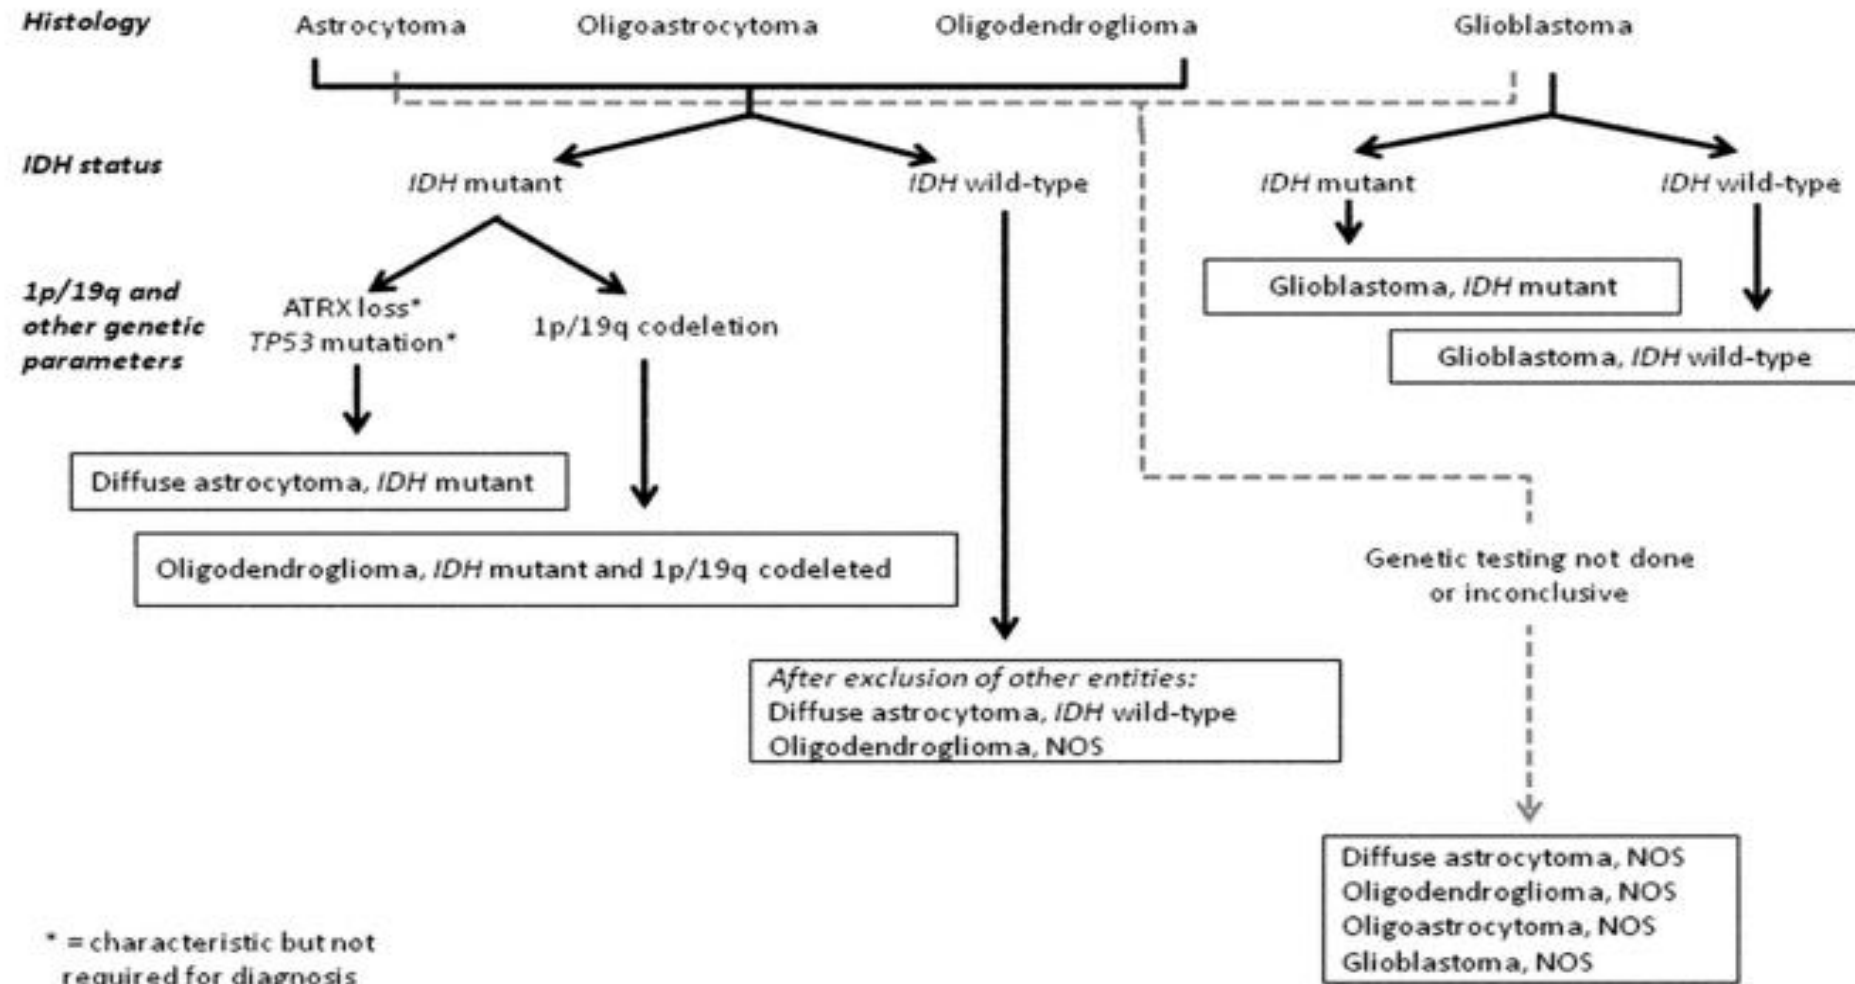 Histology
Astrocytoma
Oligoastrocytoma
Oligodendroglioma
Glioblastoma
IDH status
IDH mutant
IDH wild-type
IDH mutant
IDH wild-type
1p/19q and
other genetic
parameters
ATRX loss*
TP53 mutation*
1p/19q codeletion
Glioblastoma, IDH mutant
Glioblastoma, IDH wild-type
Diffuse astrocytoma, IDH mutant
Oligodendroglioma, IDH mutant and 1p/19q codeleted
Genetic testing not done
or inconclusive
After exclusion of other entities:
Diffuse astrocytoma, IDH wild-type
Oligodendroglioma, NOS
Diffuse astrocytoma, NOS
Oligodendroglioma, NOS
Oligoastrocytoma, NOS
Glioblastoma, NOS
* = characteristic but not
required for diagnosis